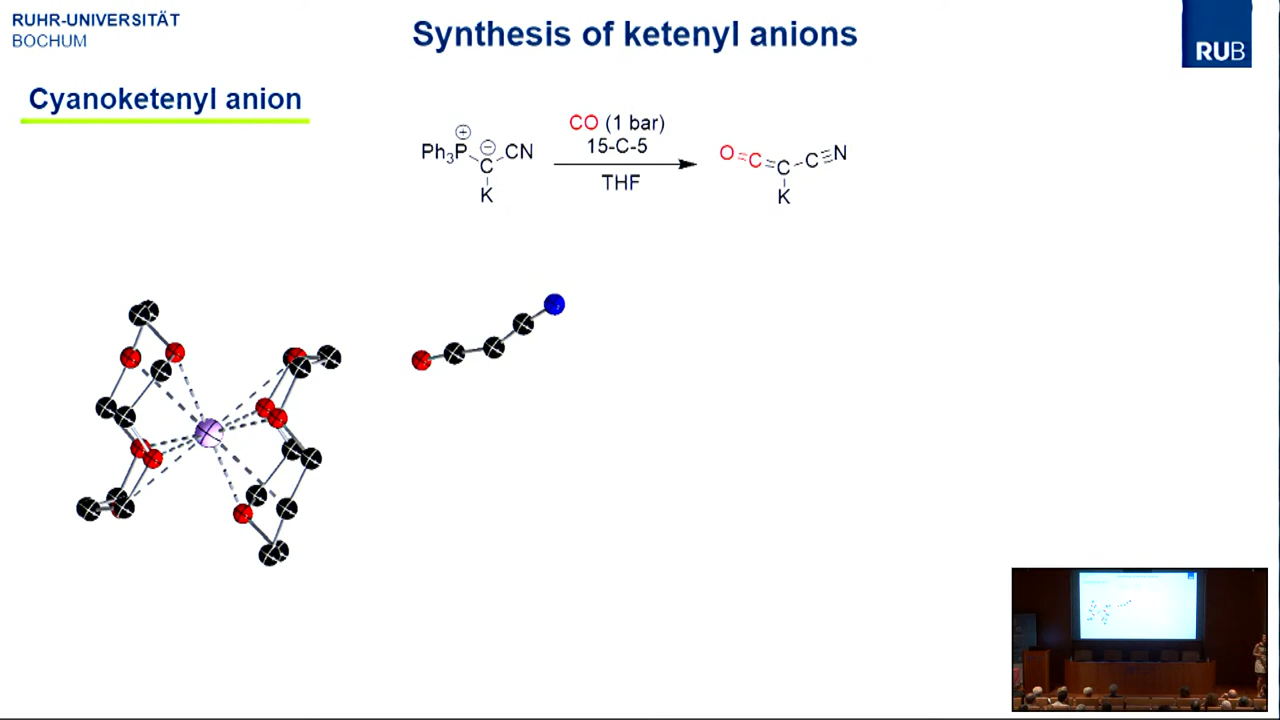 RUHR-UNIVERSITÄT
BOCHUM
Synthesis of ketenyl anions
RUB
Cyanoketenyl anion
CO (1 bar)
15-C-5
THF
Ph₃P⊕ C⊖ CN
K
O=C=C-C≡N
K